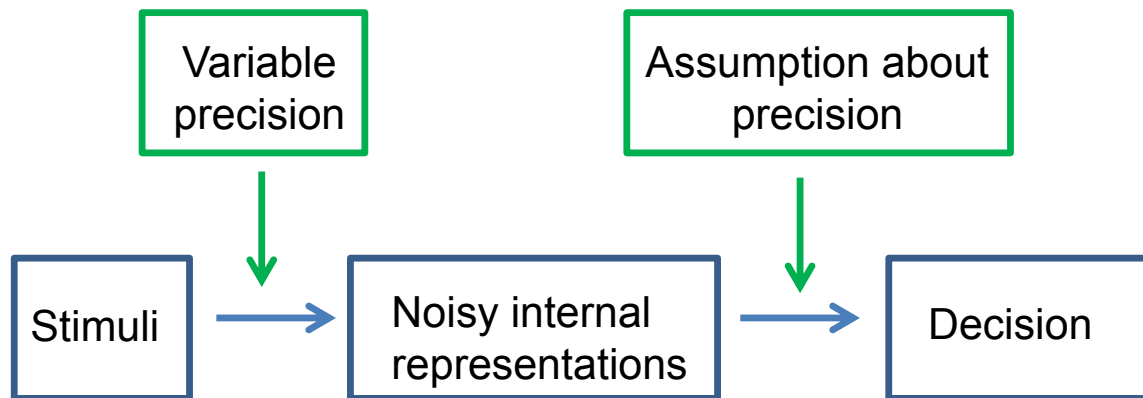 Variable
precision
Assumption about
precision
Stimuli
Noisy internal
representations
Decision